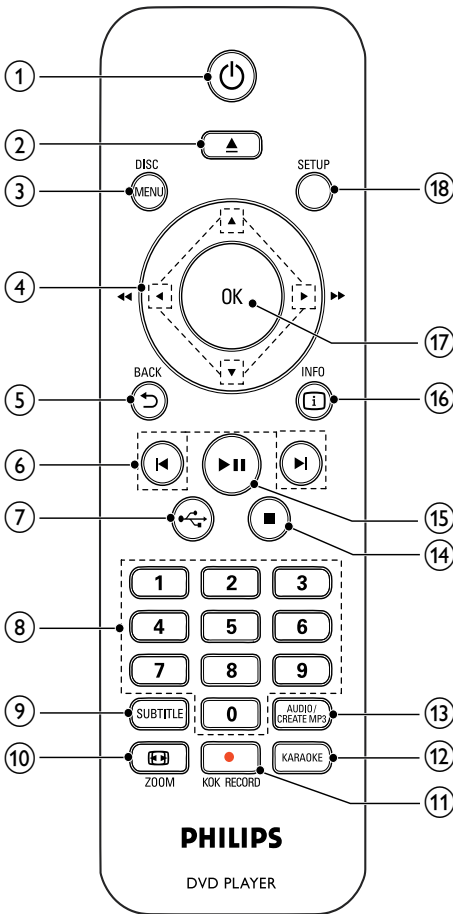 ①
②
DISC
SETUP
③
MENU
⑱
④
OK
⑰
BACK
INFO
⑤
i
⑯
⑥
⑮
⑦
⑭
1 2 3
4 5 6
⑧
7 8 9
⑨
SUBTITLE
0
AUDIO/
CREATE MP3
⑬
⑩
KARAOKE
⑫
ZOOM
KOK RECORD
⑪
PHILIPS
DVD PLAYER